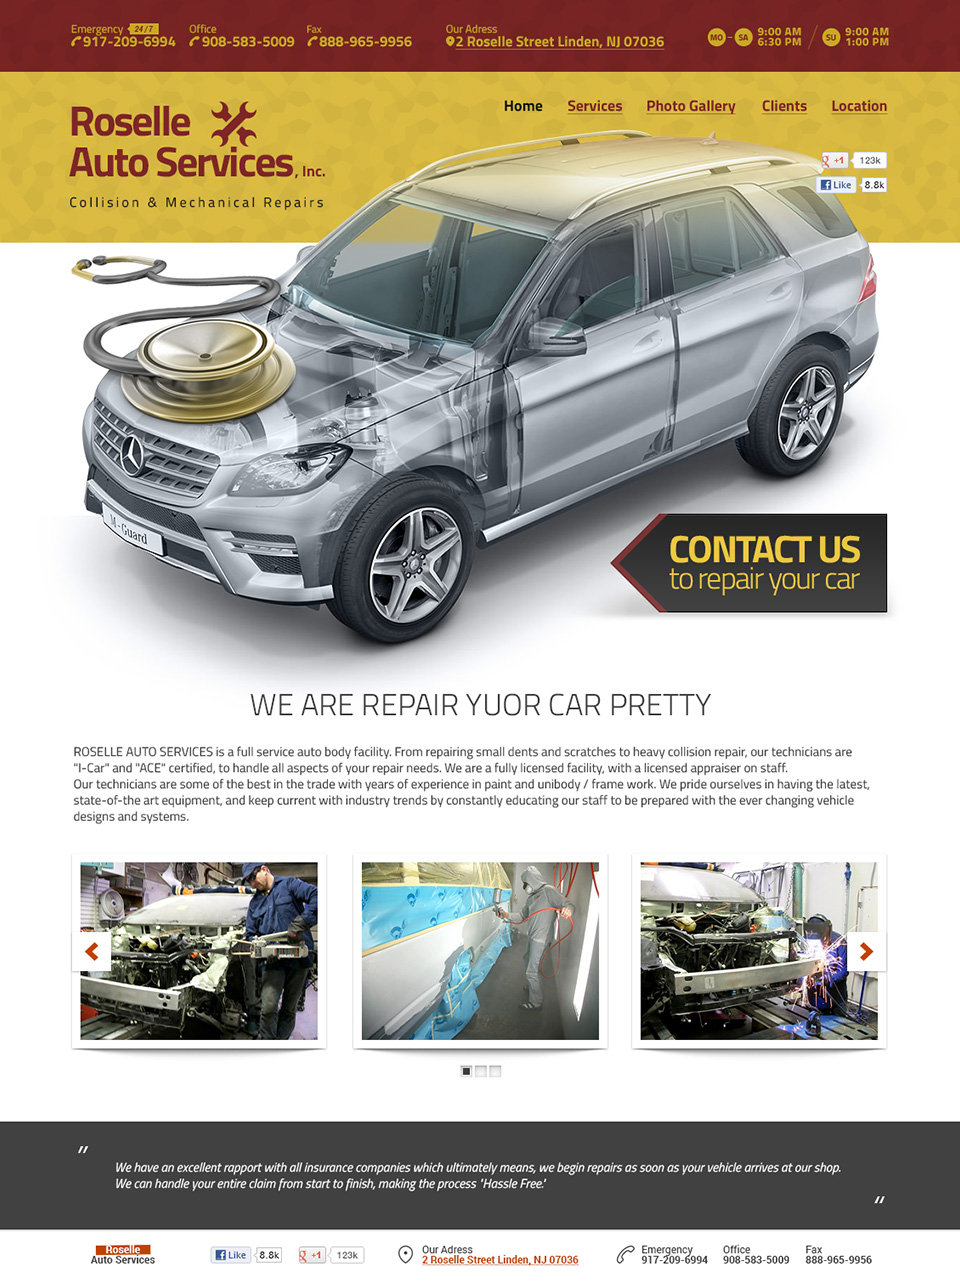 Emergency 24/7
917-209-6994
Office
908-583-5009
Fax
888-965-9956
Our Adress
2 Roselle Street Linden, NJ 07036
MO - SA 9:00 AM
6:30 PM
SU 9:00 AM
1:00 PM
Roselle
Auto Services, Inc.
Collision & Mechanical Repairs
Home Services Photo Gallery Clients Location
g +1 123k
f Like 8.8k
M-Guard
CONTACT US
to repair your car
WE ARE REPAIR YUOR CAR PRETTY
ROSELLE AUTO SERVICES is a full service auto body facility. From repairing small dents and scratches to heavy collision repair, our technicians are
"I-Car" and "ACE" certified, to handle all aspects of your repair needs. We are a fully licensed facility, with a licensed appraiser on staff.
Our technicians are some of the best in the trade with years of experience in paint and unibody / frame work. We pride ourselves in having the latest,
state-of-the art equipment, and keep current with industry trends by constantly educating our staff to be prepared with the ever changing vehicle
designs and systems.
"
We have an excellent rapport with all insurance companies which ultimately means, we begin repairs as soon as your vehicle arrives at our shop.
We can handle your entire claim from start to finish, making the process "Hassle Free."
"
Roselle
Auto Services
f Like 8.8k
g +1 123k
Our Adress
2 Roselle Street Linden, NJ 07036
Emergency
917-209-6994
Office
908-583-5009
Fax
888-965-9956